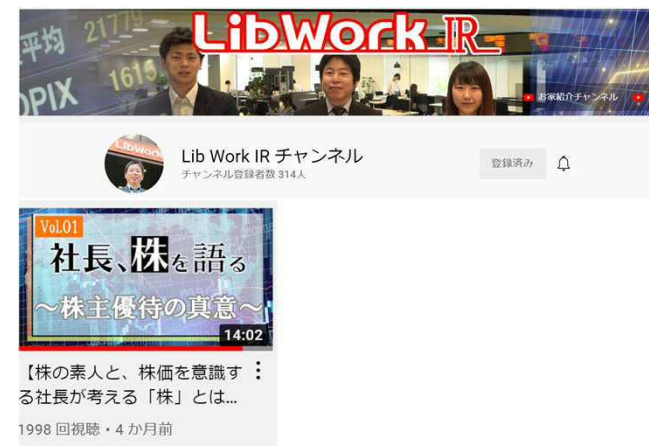 平均 21777
OPIX 1615
LibWork IR
お家紹介チャンネル
LibWork
Lib Work IR チャンネル
チャンネル登録者数 314人
登録済み
Vol.01
社長、株を語る
～株主優待の真意～
14:02
【株の素人と、株価を意識す
る社長が考える「株」とは...
1998 回視聴・4 か月前